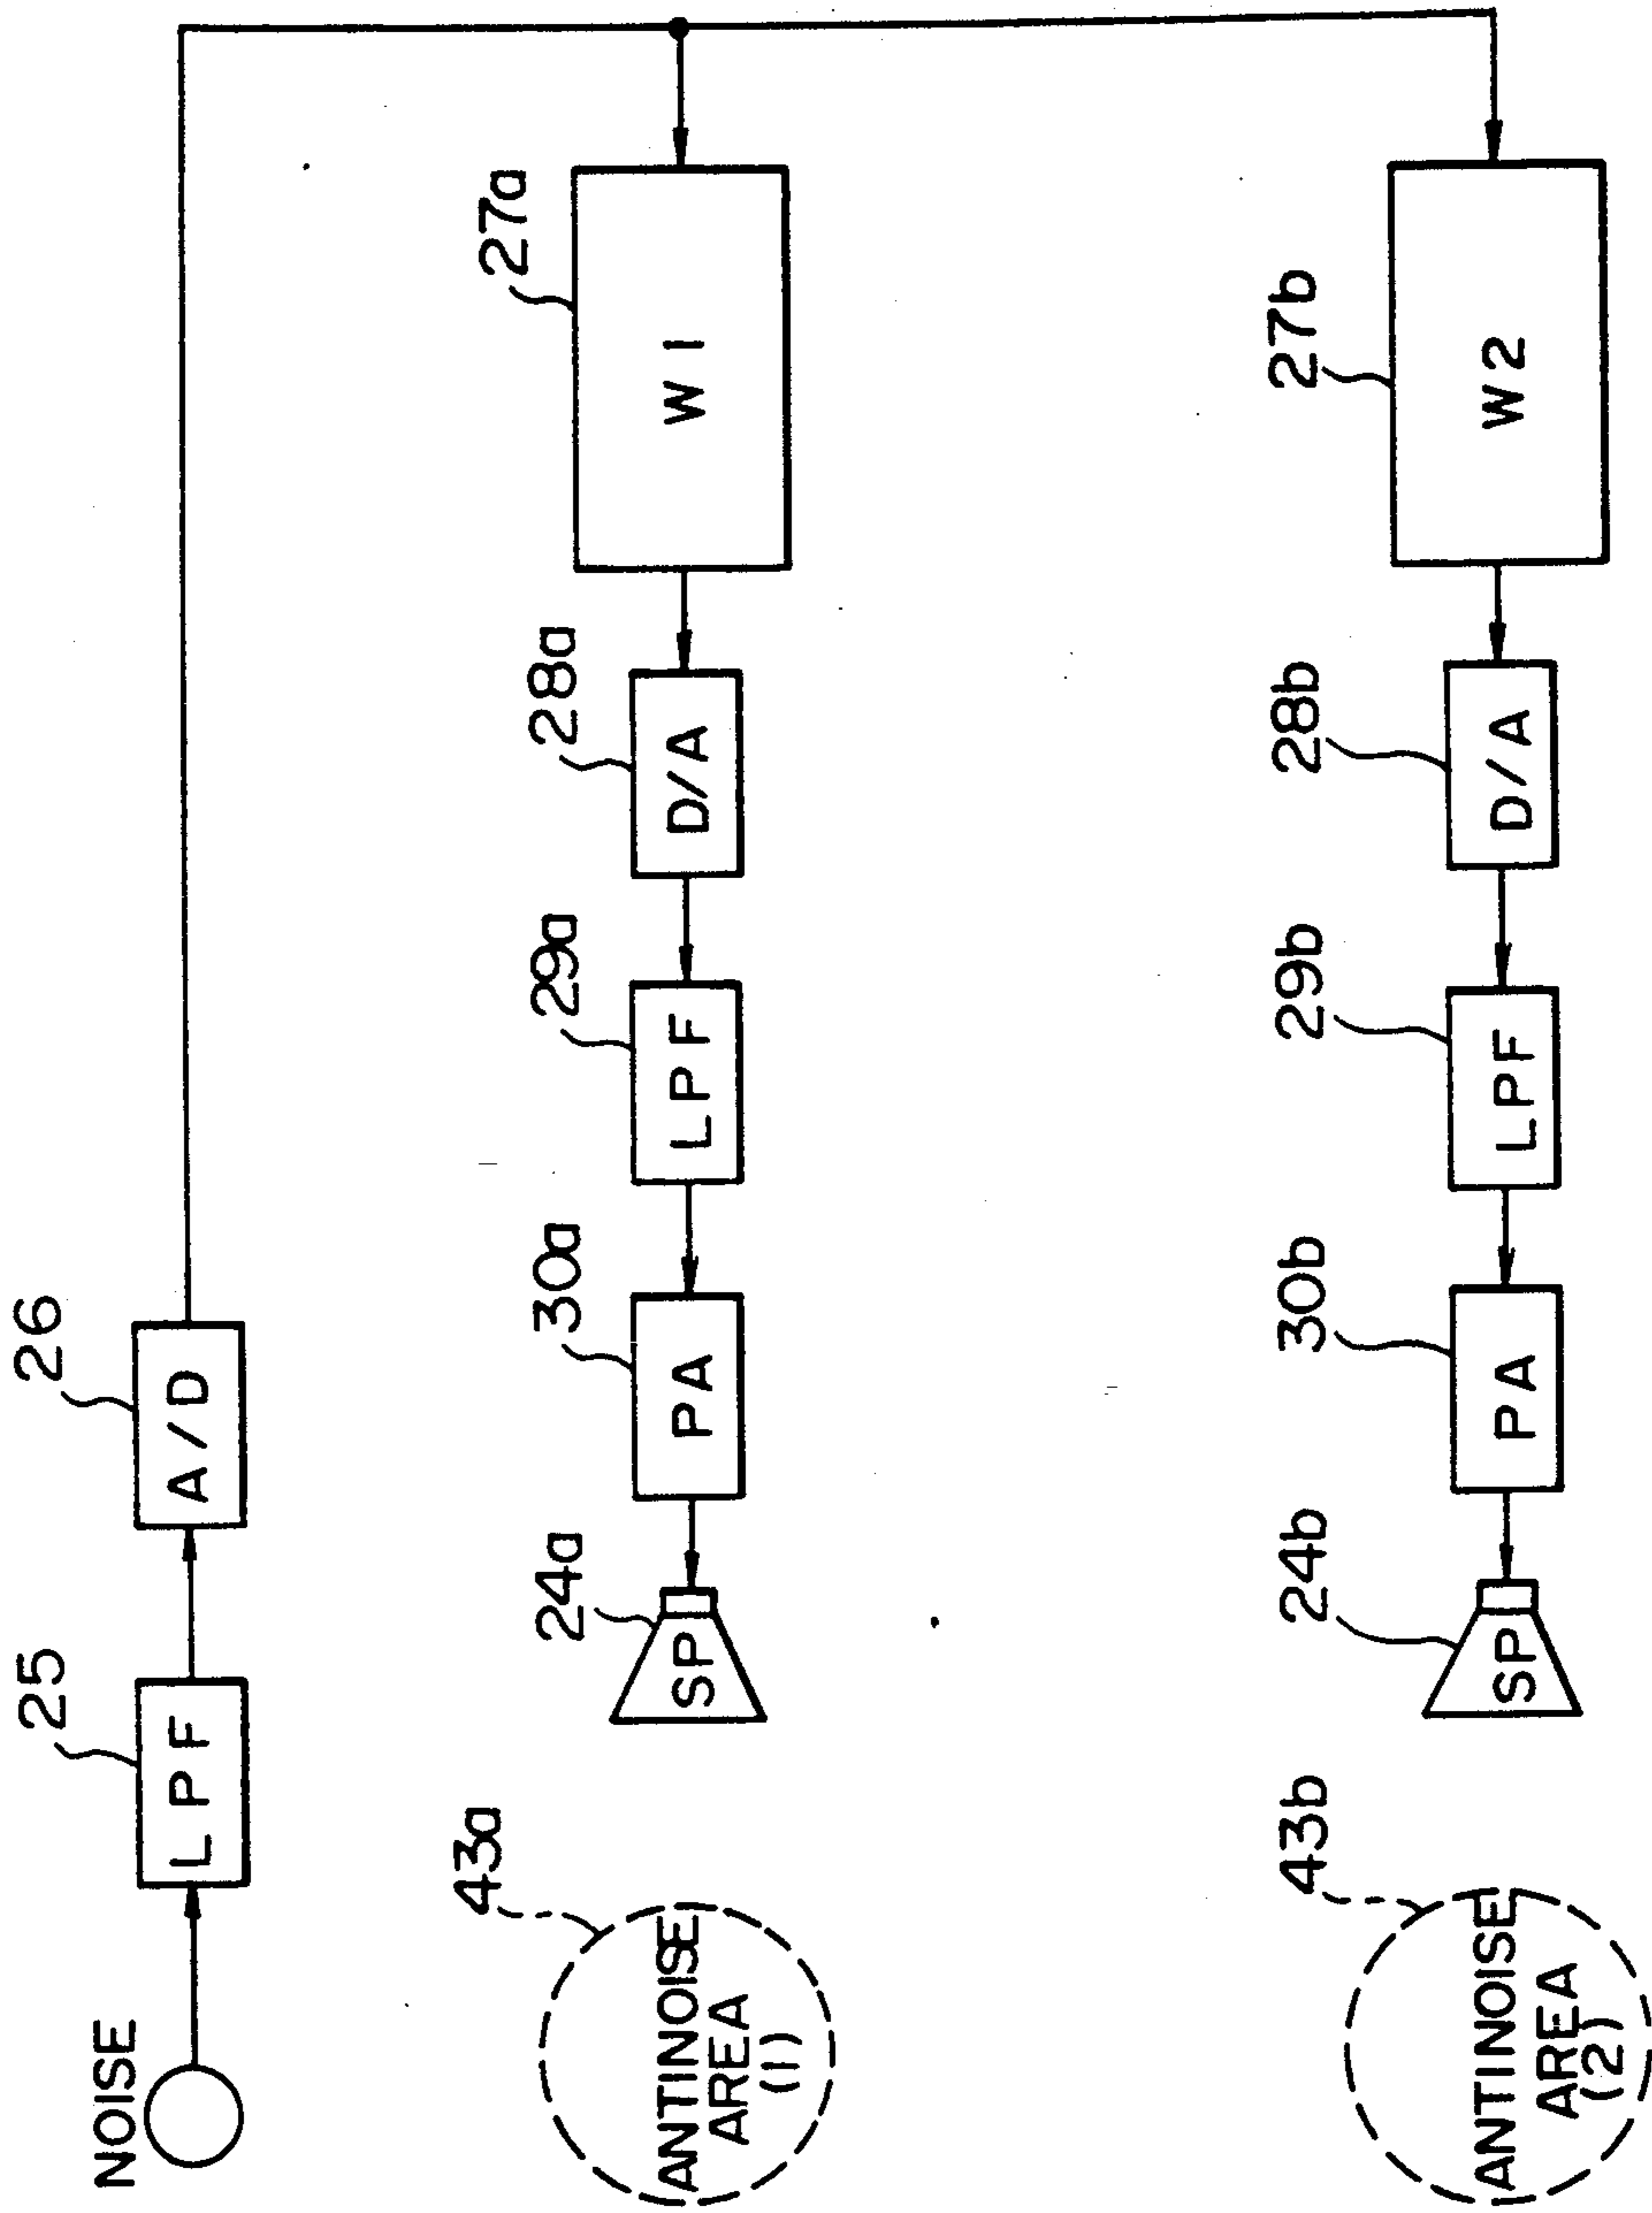 NOISE
25
LPF
26
A/D
43a
ANTINOISE
AREA
(1)
24a
SP
30a
PA
29a
LPF
28a
D/A
27a
W1
43b
ANTINOISE
AREA
(2)
24b
SP
30b
PA
29b
LPF
28b
D/A
27b
W2